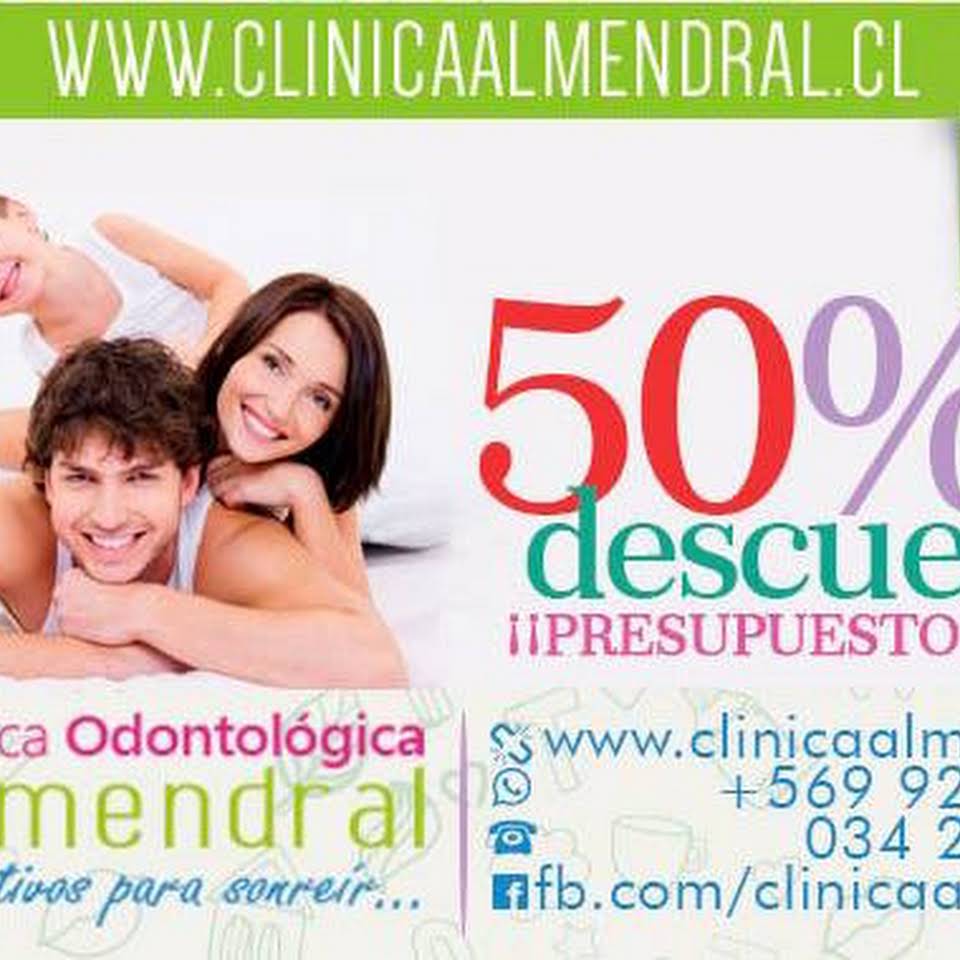 WWW.CLINICAALMENDRAL.CL
50%
descue
¡¡PRESUPUESTO
ca Odontológica
mendral
tivos para sonreír...
www.clinicaalm
+569 92
034 2
fb.com/clinicaa